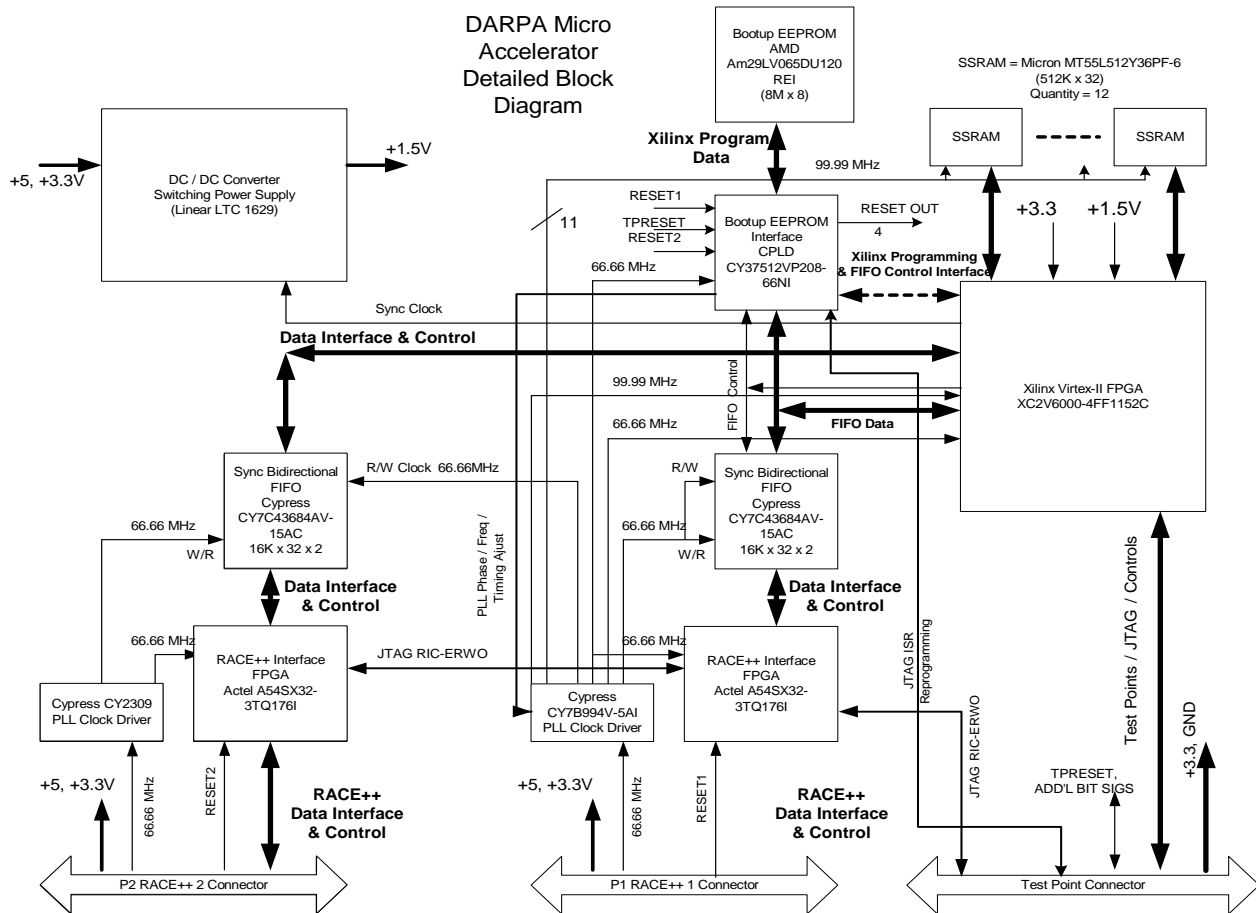 DARPA Micro
Accelerator
Detailed Block
Diagram
Bootup EEPROM
AMD
Am29LV065DU120
REI
(8M x 8)
SSRAM = Micron MT55L512Y36PF-6
(512K x 32)
Quantity = 12
SSRAM
SSRAM
+5, +3.3V
DC / DC Converter
Switching Power Supply
(Linear LTC 1629)
+1.5V
Xilinx Program
Data
99.99 MHz
11
RESET1
TPRESET
RESET2
66.66 MHz
Bootup EEPROM
Interface
CPLD
CY37512VP208-
66NI
RESET OUT
4
+3.3
+1.5V
Xilinx Programming
& FIFO Control Interface
Sync Clock
Data Interface & Control
99.99 MHz
FIFO Control
FIFO Data
66.66 MHz
Xilinx Virtex-II FPGA
XC2V6000-4FF1152C
Sync Bidirectional
FIFO
Cypress
CY7C43684AV-
15AC
16K x 32 x 2
R/W Clock 66.66MHz
66.66 MHz
W/R
R/W
66.66 MHz
W/R
Sync Bidirectional
FIFO
Cypress
CY7C43684AV-
15AC
16K x 32 x 2
PLL Phase / Freq /
Timing Ajust
Data Interface
& Control
Data Interface
& Control
66.66 MHz
RACE++ Interface
FPGA
Actel A54SX32-
3TQ176I
JTAG RIC-ERWO
66.66 MHz
RACE++ Interface
FPGA
Actel A54SX32-
3TQ176I
JTAG ISR
Reprogramming
JTAG RIC-ERWO
Test Points / JTAG / Controls
Cypress CY2309
PLL Clock Driver
Cypress
CY7B994V-5AI
PLL Clock Driver
+5, +3.3V
66.66 MHz
RESET2
RACE++
Data Interface
& Control
+5, +3.3V
66.66 MHz
RESET1
RACE++
Data Interface
& Control
TPRESET,
ADD'L BIT SIGS
+3.3, GND
P2 RACE++ 2 Connector
P1 RACE++ 1 Connector
Test Point Connector